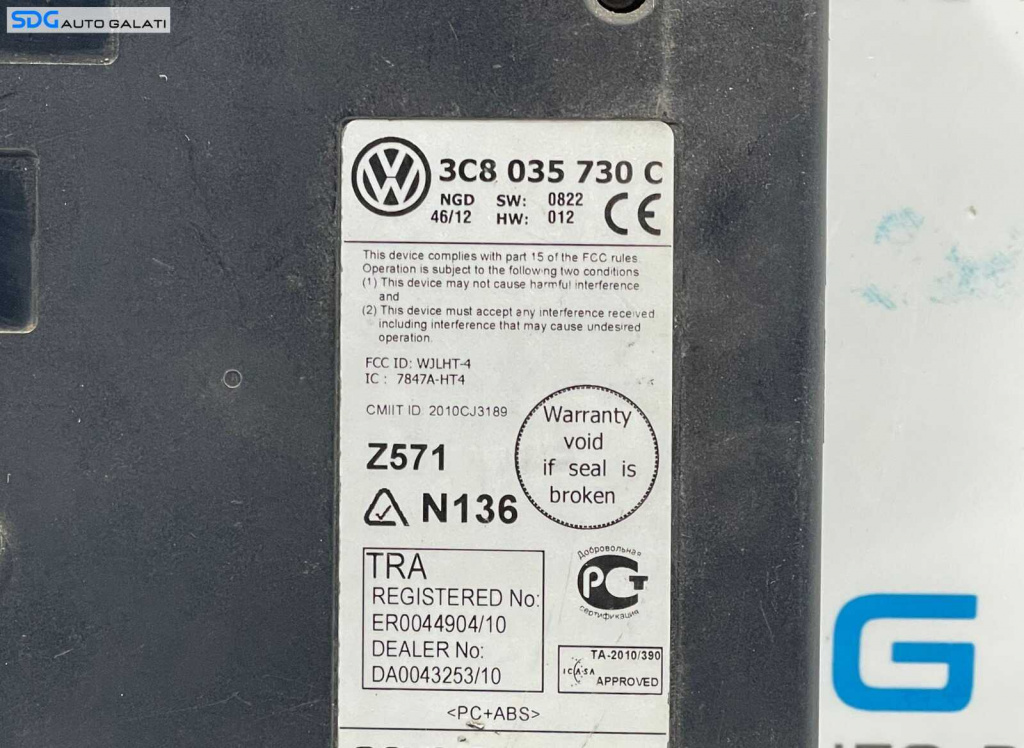 SDG AUTO GALATI
3C8 035 730 C
NGD SW: 0822
46/12 HW: 012
CE
This device complies with part 15 of the FCC rules.
Operation is subject to the following two conditions
(1) This device may not cause harmful interference
and
(2) This device must accept any interference received
including interference that may cause undesired
operation.
FCC ID: WJLHT-4
IC : 7847A-HT4
CMIIT ID: 2010CJ3189
Warranty
void
if seal is
broken
Z571
N136
TRA
REGISTERED No:
ER0044904/10
DEALER No:
DA0043253/10
Добровольная
РСТ
сертификация
TA-2010/390
ICASA
APPROVED
<PC+ABS>
G